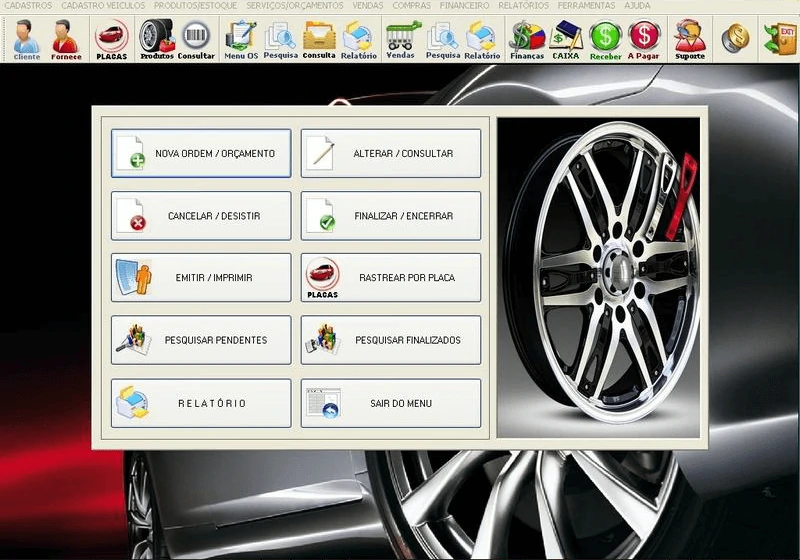 CADASTROS CADASTRO VEICULOS PRODUTOS/ESTOQUE SERVIÇOS/ORÇAMENTOS VENDAS COMPRAS FINANCEIRO RELATÓRIOS FERRAMENTAS AJUDA
Cliente Fornece PLACAS Produtos Consultar Menu OS Pesquisa Consulta Relatório Vendas Pesquisa Relatório Finanças CAIXA Receber A Pagar Suporte EXIT
NOVA ORDEM / ORÇAMENTO
ALTERAR / CONSULTAR
CANCELAR / DESISTIR
FINALIZAR / ENCERRAR
EMITIR / IMPRIMIR
PLACAS
RASTREAR POR PLACA
PESQUISAR PENDENTES
PESQUISAR FINALIZADOS
RELATÓRIO
SAIR DO MENU